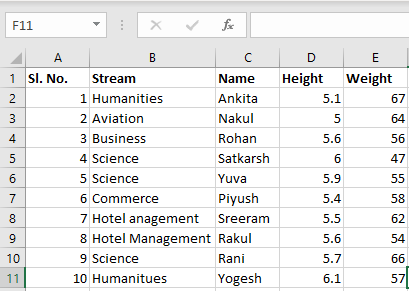 F11 fx
A B C D E
1 Sl. No. Stream Name Height Weight
2 1 Humanities Ankita 5.1 67
3 2 Aviation Nakul 5 64
4 3 Business Rohan 5.6 56
5 4 Science Satkarsh 6 47
6 5 Science Yuva 5.9 55
7 6 Commerce Piyush 5.4 58
8 7 Hotel anagement Sreeram 5.5 62
9 8 Hotel Management Rakul 5.6 54
10 9 Science Rani 5.7 66
11 10 Humanitues Yogesh 6.1 57